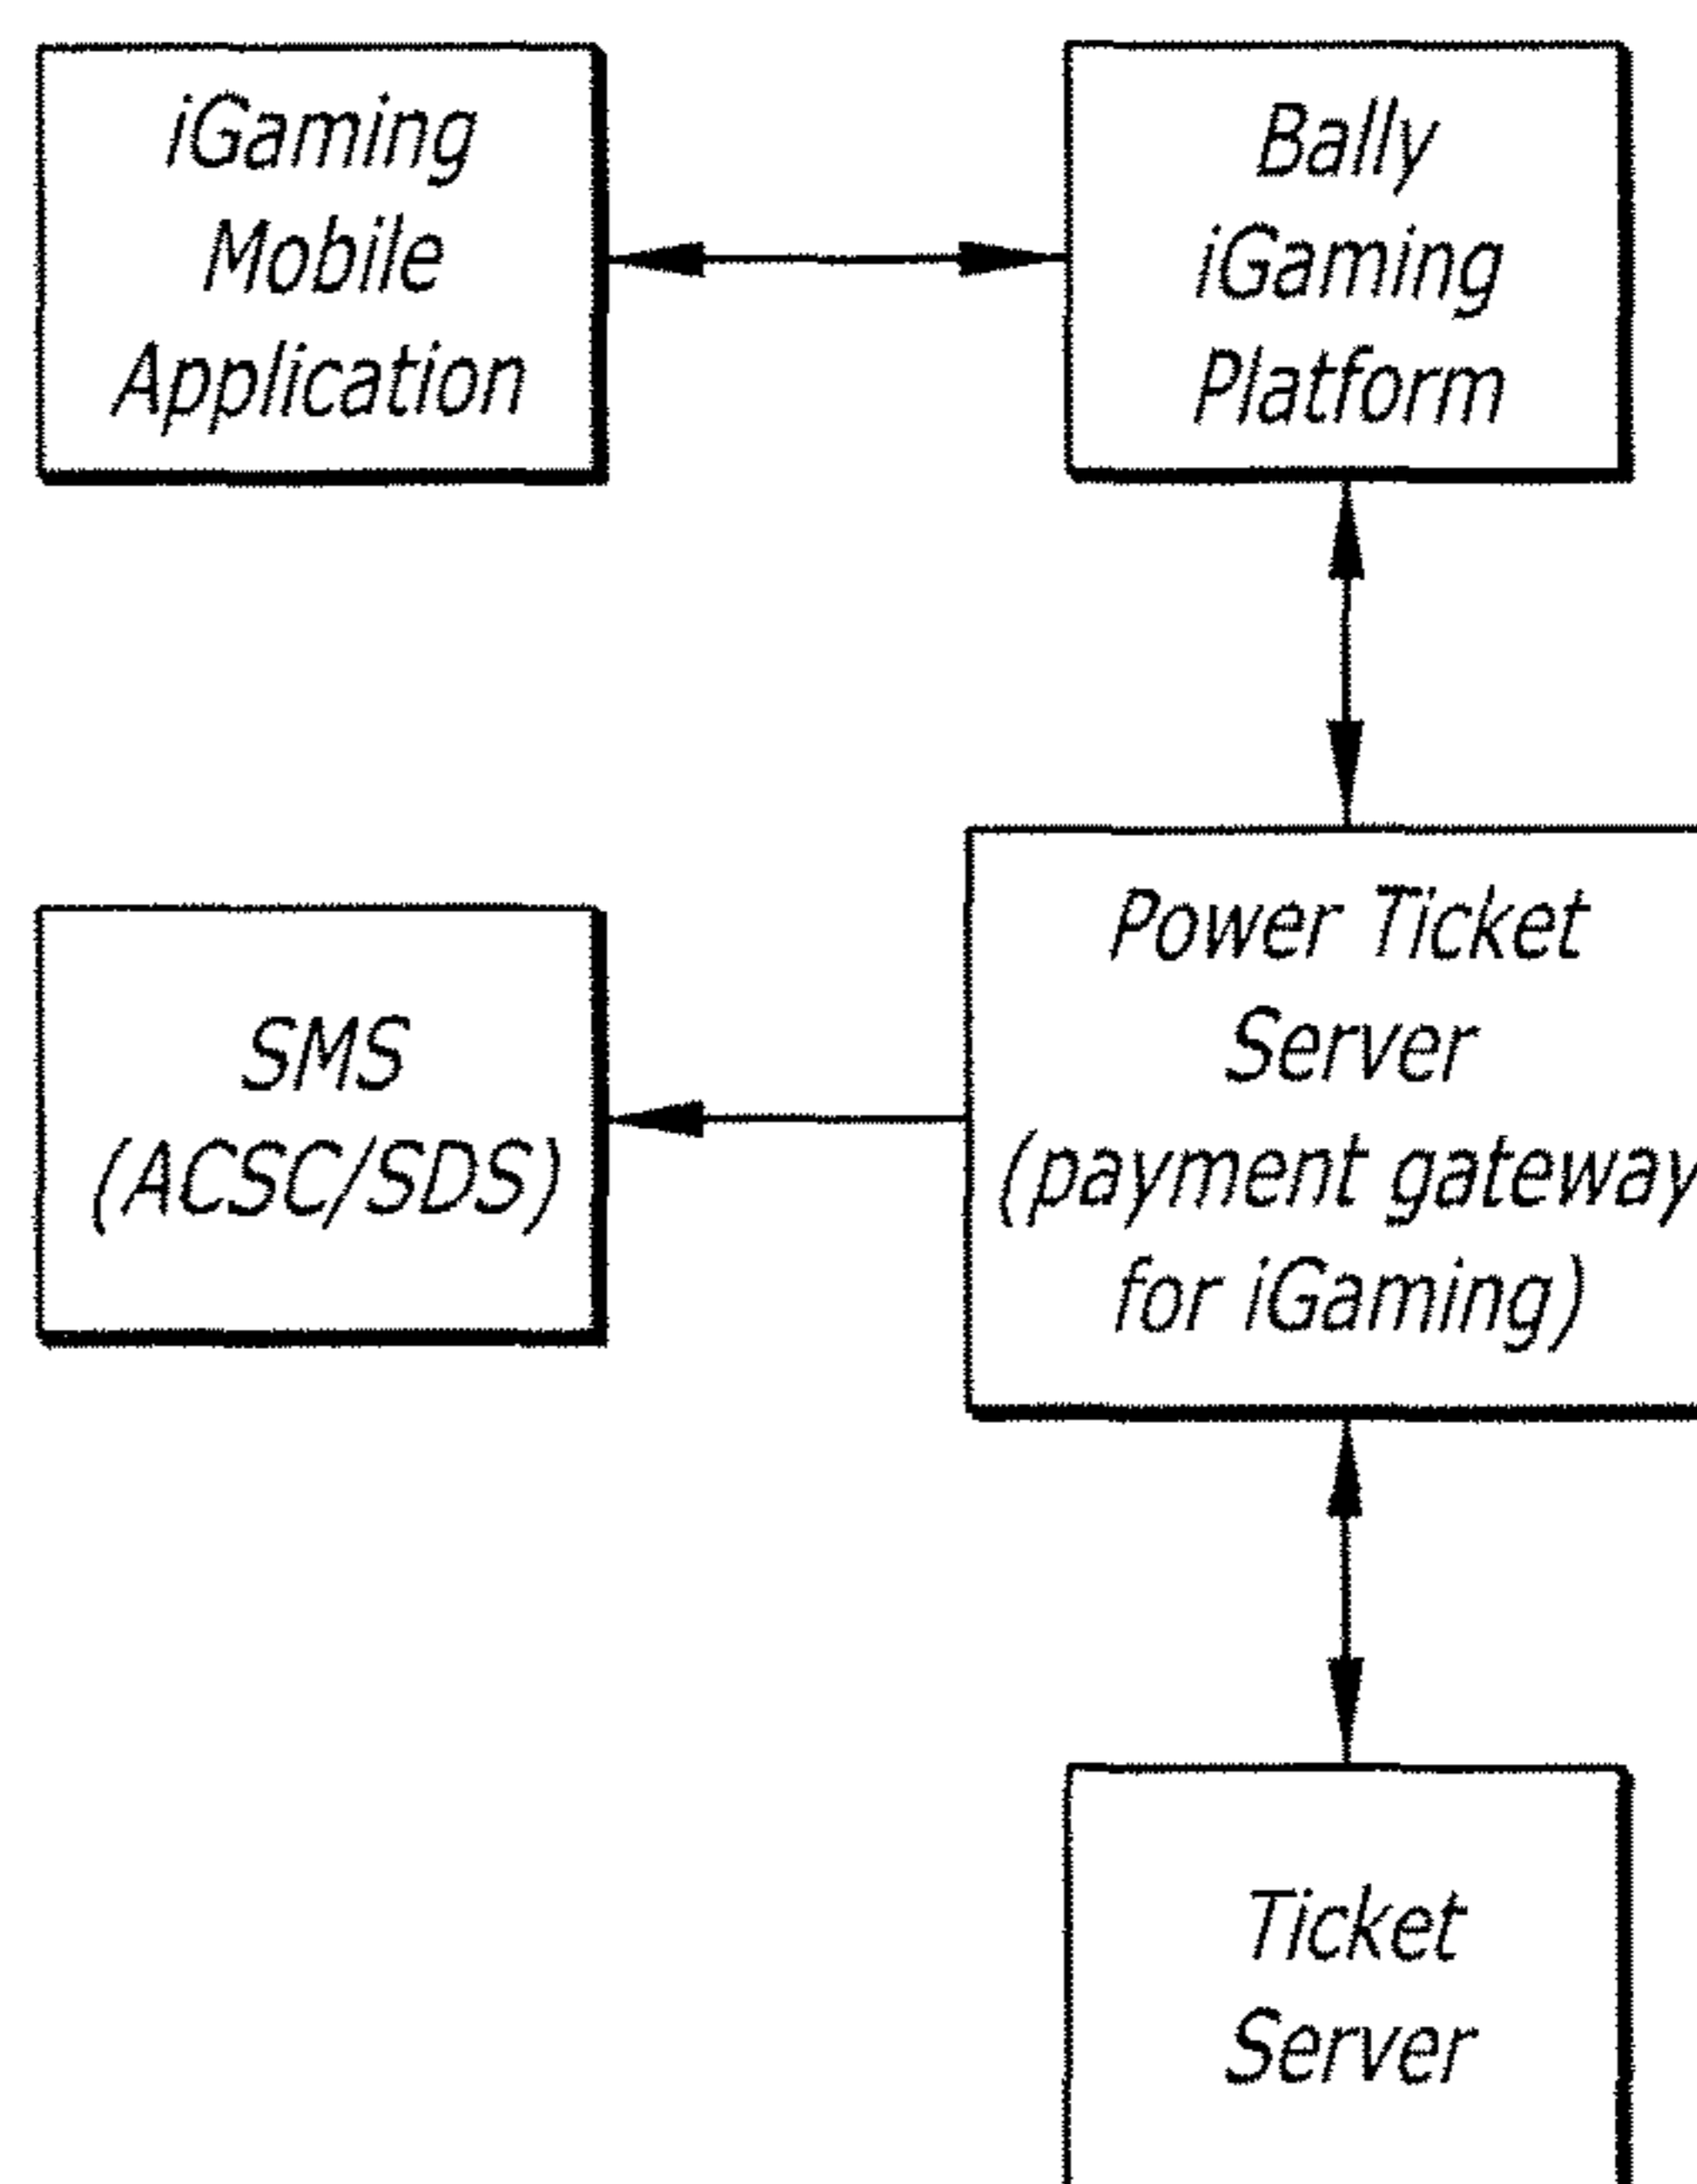 iGaming
Mobile
Application
Bally
iGaming
Platform
SMS
(ACSC/SDS)
Power Ticket
Server
(payment gateway
for iGaming)
Ticket
Server